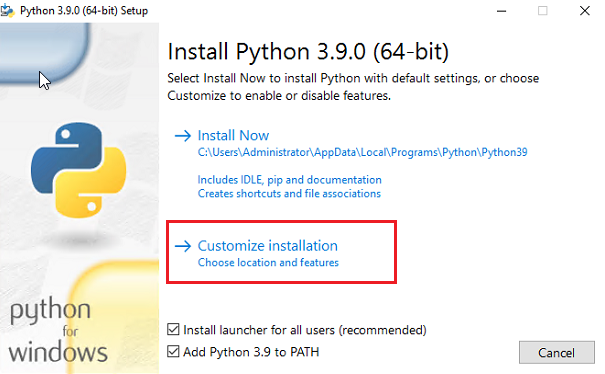 Python 3.9.0 (64-bit) Setup
Install Python 3.9.0 (64-bit)
Select Install Now to install Python with default settings, or choose
Customize to enable or disable features.
Install Now
C:\Users\Administrator\AppData\Local\Programs\Python\Python39
Includes IDLE, pip and documentation
Creates shortcuts and file associations
Customize installation
Choose location and features
python
for
windows
Install launcher for all users (recommended)
Add Python 3.9 to PATH
Cancel